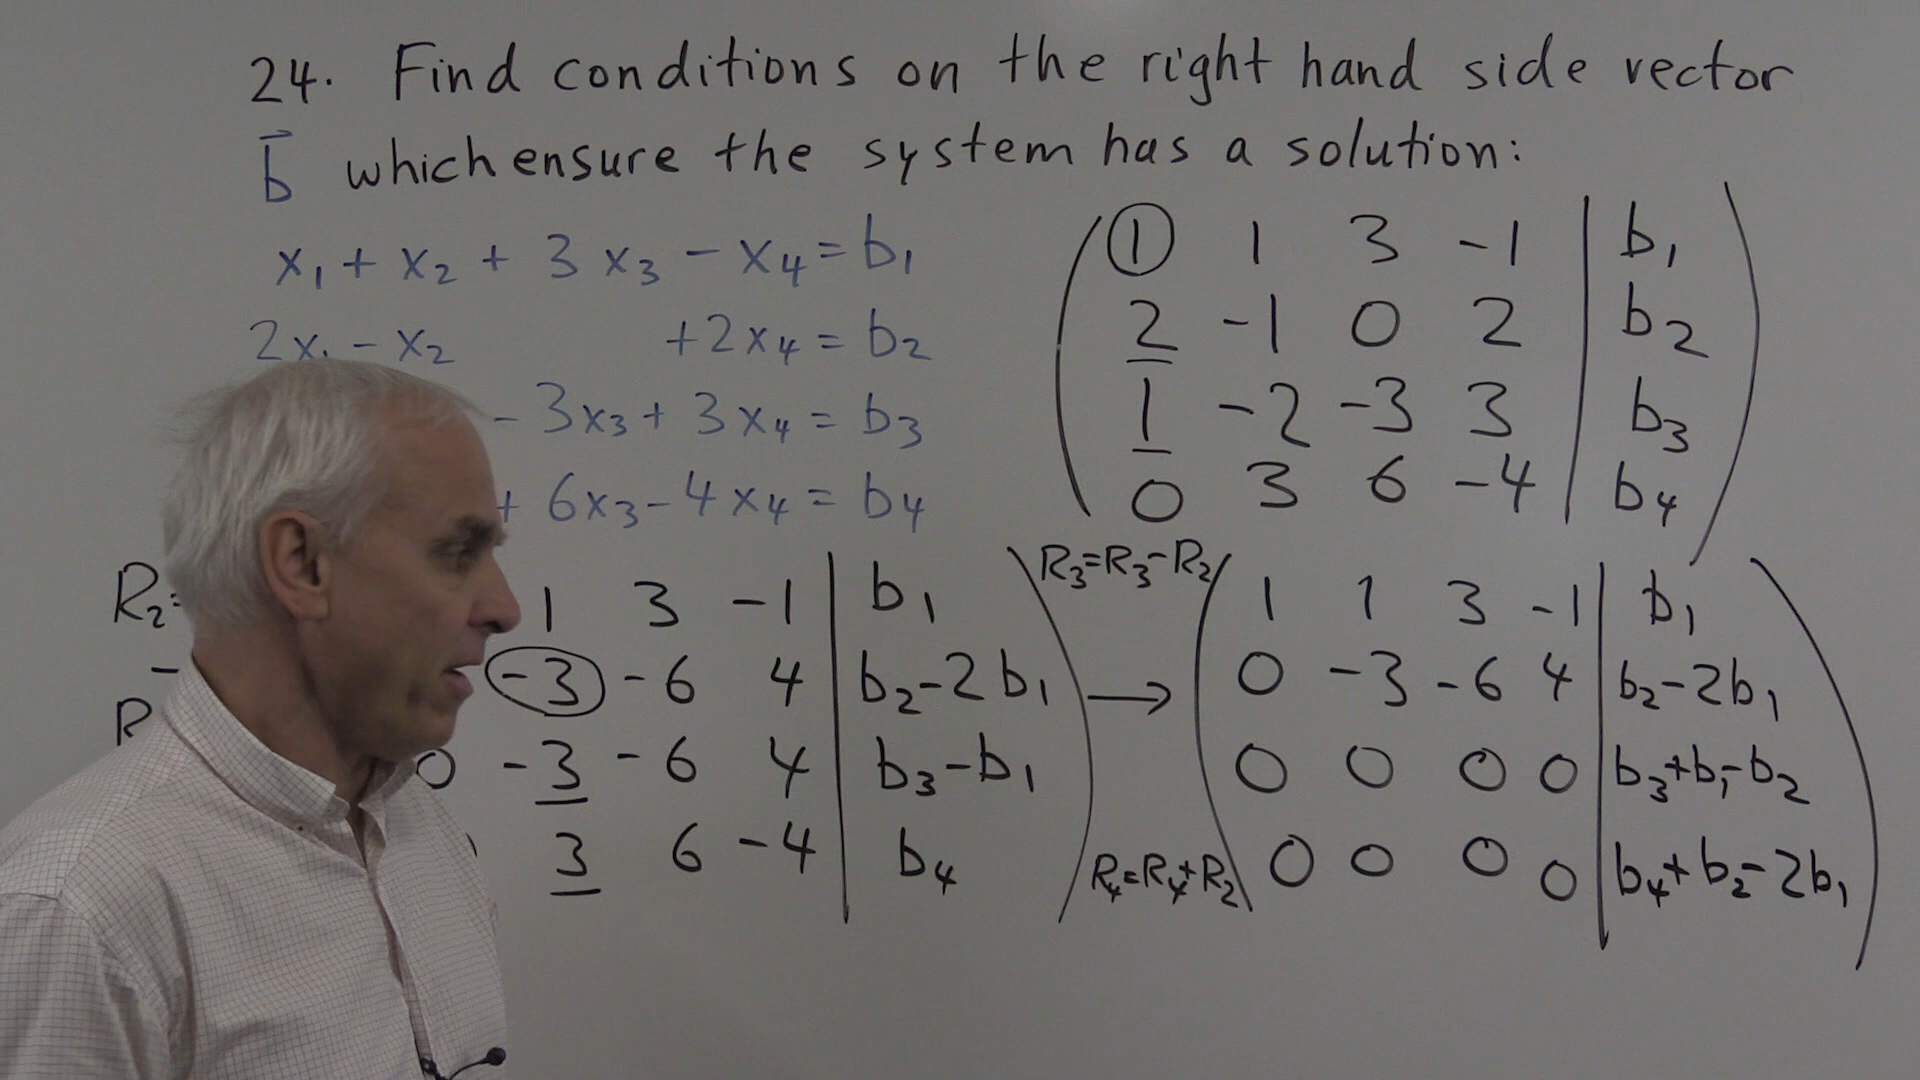 24. Find conditions on the right hand side vector
b⃗ which ensure the system has a solution:
x₁ + x₂ + 3x₃ - x₄ = b₁
2x₁ - x₂ +2x₄ = b₂
- 3x₃ + 3x₄ = b₃
+ 6x₃ - 4x₄ = b₄
1 1 3 -1 | b₁
2 -1 0 2 | b₂
1 -2 -3 3 | b₃
0 3 6 -4 | b₄
R₂=
-
R
1 3 -1 | b₁
-3 -6 4 | b₂-2b₁
0 -3 -6 4 | b₃-b₁
3 6 -4 | b₄
R₃=R₃-R₂
→
R₄=R₄+R₂
1 1 3 -1 | b₁
0 -3 -6 4 | b₂-2b₁
0 0 0 0 | b₃+b₁-b₂
0 0 0 0 | b₄+b₂-2b₁